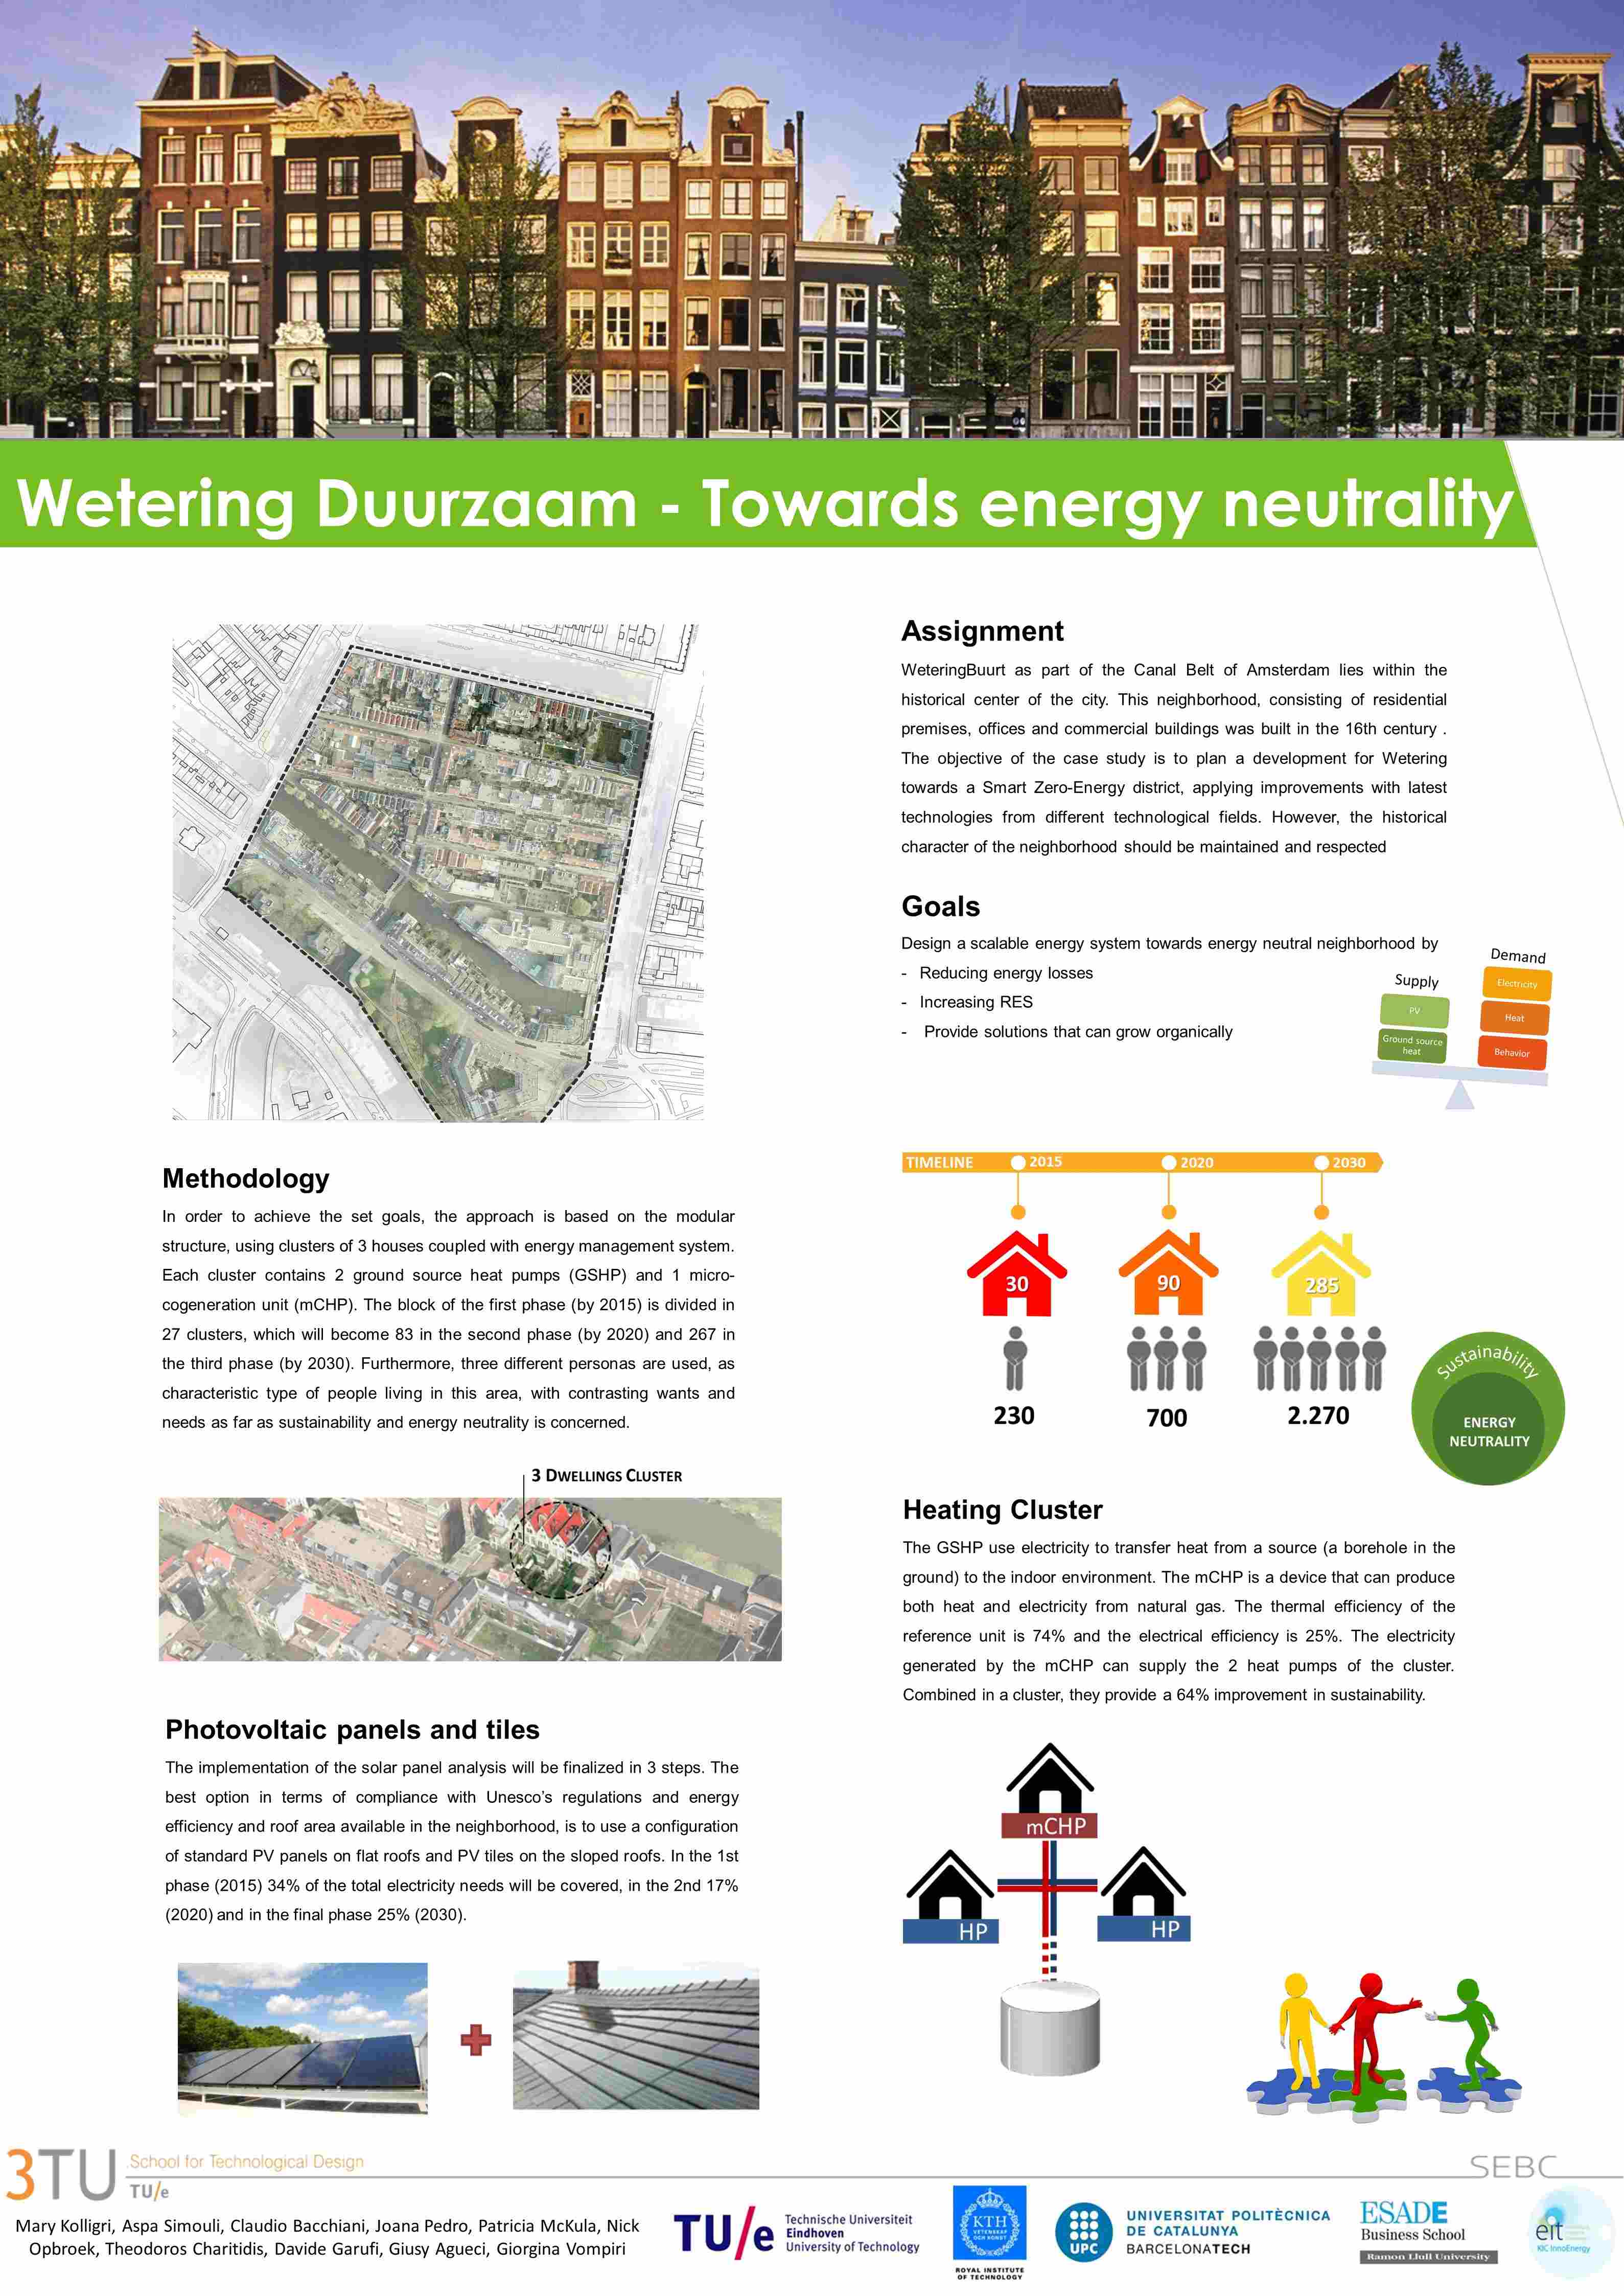 Wetering Duurzaam - Towards energy neutrality
Assignment
WeteringBuurt as part of the Canal Belt of Amsterdam lies within the
historical center of the city. This neighborhood, consisting of residential
premises, offices and commercial buildings was built in the 16th century .
The objective of the case study is to plan a development for Wetering
towards a Smart Zero-Energy district, applying improvements with latest
technologies from different technological fields. However, the historical
character of the neighborhood should be maintained and respected
Goals
Design a scalable energy system towards energy neutral neighborhood by
- Reducing energy losses
- Increasing RES
- Provide solutions that can grow organically
Supply
PV
Ground source
heat
Demand
Electricity
Heat
Behavior
Methodology
In order to achieve the set goals, the approach is based on the modular
structure, using clusters of 3 houses coupled with energy management system.
Each cluster contains 2 ground source heat pumps (GSHP) and 1 micro-
cogeneration unit (mCHP). The block of the first phase (by 2015) is divided in
27 clusters, which will become 83 in the second phase (by 2020) and 267 in
the third phase (by 2030). Furthermore, three different personas are used, as
characteristic type of people living in this area, with contrasting wants and
needs as far as sustainability and energy neutrality is concerned.
TIMELINE 2015 2020 2030
30 90 285
230 700 2.270
Sustainability
ENERGY
NEUTRALITY
3 DWELLINGS CLUSTER
Heating Cluster
The GSHP use electricity to transfer heat from a source (a borehole in the
ground) to the indoor environment. The mCHP is a device that can produce
both heat and electricity from natural gas. The thermal efficiency of the
reference unit is 74% and the electrical efficiency is 25%. The electricity
generated by the mCHP can supply the 2 heat pumps of the cluster.
Combined in a cluster, they provide a 64% improvement in sustainability.
Photovoltaic panels and tiles
The implementation of the solar panel analysis will be finalized in 3 steps. The
best option in terms of compliance with Unesco's regulations and energy
efficiency and roof area available in the neighborhood, is to use a configuration
of standard PV panels on flat roofs and PV tiles on the sloped roofs. In the 1st
phase (2015) 34% of the total electricity needs will be covered, in the 2nd 17%
(2020) and in the final phase 25% (2030).
mCHP
HP
HP
3TU .School for Technological Design
TU/e
SEBC
Mary Kolligri, Aspa Simouli, Claudio Bacchiani, Joana Pedro, Patricia McKula, Nick
Opbroek, Theodoros Charitidis, Davide Garufi, Giusy Agueci, Giorgina Vompiri
TU/e
Technische Universiteit
Eindhoven
University of Technology
KTH
VETENSKAP
OCH KONST
ROYAL INSTITUTE
OF TECHNOLOGY
UPC
UNIVERSITAT POLITÈCNICA
DE CATALUNYA
BARCELONATECH
ESADE
Business School
Ramon Llull University
eit
KIC InnoEnergy